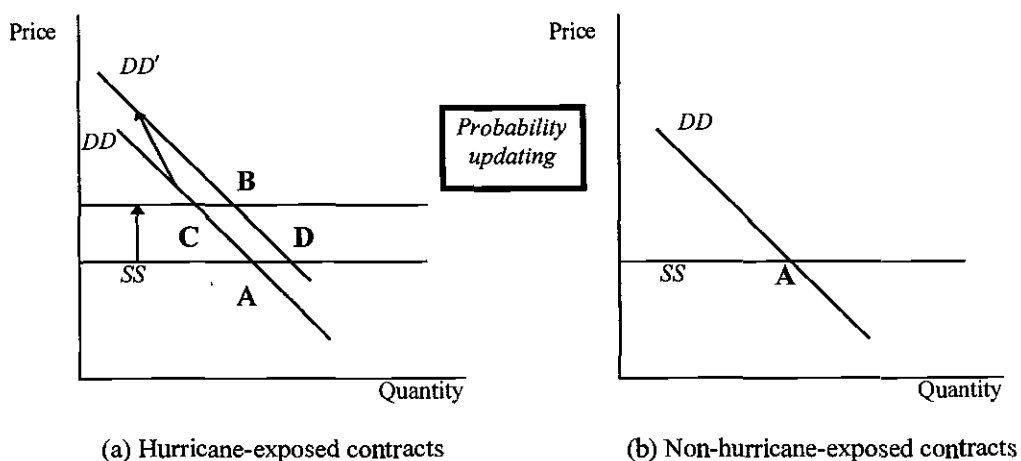 Price
DD′
DD
B
C
D
SS
A
Quantity
(a) Hurricane-exposed contracts
Probability
updating
Price
DD
SS
A
Quantity
(b) Non-hurricane-exposed contracts